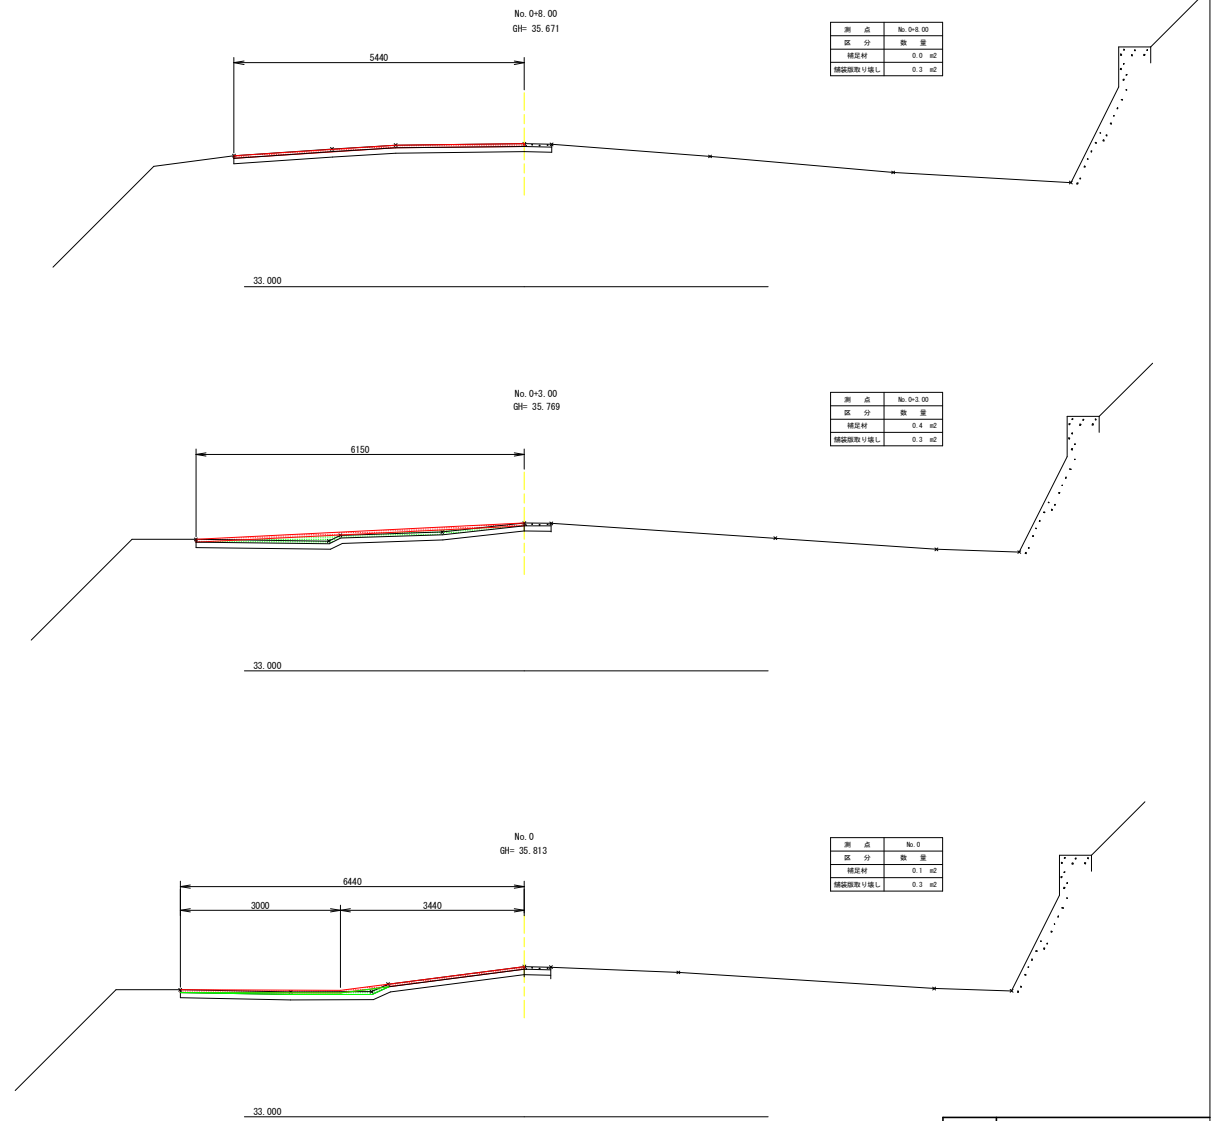 No.0+8.00
GH= 35.671
測 点 No.0+8.00
区 分 数 量
補足材 0.0 m2
舗装版取り壊し 0.3 m2
5440
33.000
No.0+3.00
GH= 35.769
測 点 No.0+3.00
区 分 数 量
補足材 0.4 m2
舗装版取り壊し 0.3 m2
6150
33.000
No.0
GH= 35.813
測 点 No.0
区 分 数 量
補足材 0.1 m2
舗装版取り壊し 0.3 m2
6440
3000 3440
33.000